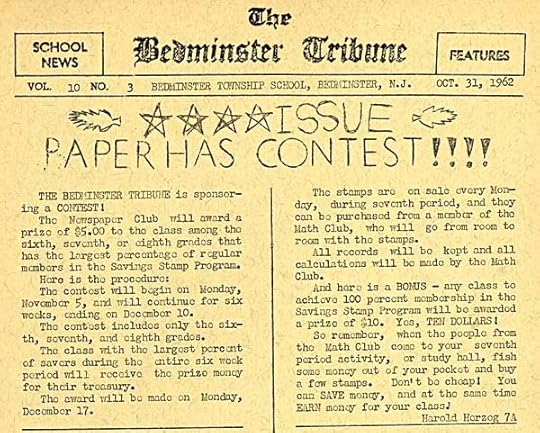 The
Bedminster Tribune
SCHOOL
NEWS
FEATURES
VOL. 10 NO. 3 BEDMINSTER TOWNSHIP SCHOOL, BEDMINSTER, N.J. OCT. 31, 1962
ISSUE
PAPER HAS CONTEST!!!!
THE BEDMINSTER TRIBUNE is sponsor-
ing a CONTEST!
The Newspaper Club will award a
prize of $5.00 to the class among the
sixth, seventh, or eighth grades that
has the largest percentage of regular
members in the Savings Stamp Program.
Here is the procedure:
The contest will begin on Monday,
November 5, and will continue for six
weeks, ending on December 10.
The contest includes only the six-
th, seventh, and eighth grades.
The class with the largest percent
of savers during the entire six week
period will receive the prize money
for their treasury.
The award will be made on Monday,
December 17.
The stamps are on sale every Mon-
day, during seventh period, and they
can be purchased from a member of the
Math Club, who will go from room to
room with the stamps.
All records will be kept and all
calculations will be made by the Math
Club.
And here is a BONUS - any class to
achieve 100 percent membership in the
Savings Stamp Program will be awarded
a prize of $10. Yes, TEN DOLLARS!
So remember, when the people from
the Math Club come to your seventh
period activity, or study hall, fish
some money out of your pocket and buy
a few stamps. Don't be cheap! You
can SAVE money, and at the same time
EARN money for your class!
Harold Herzog 7A